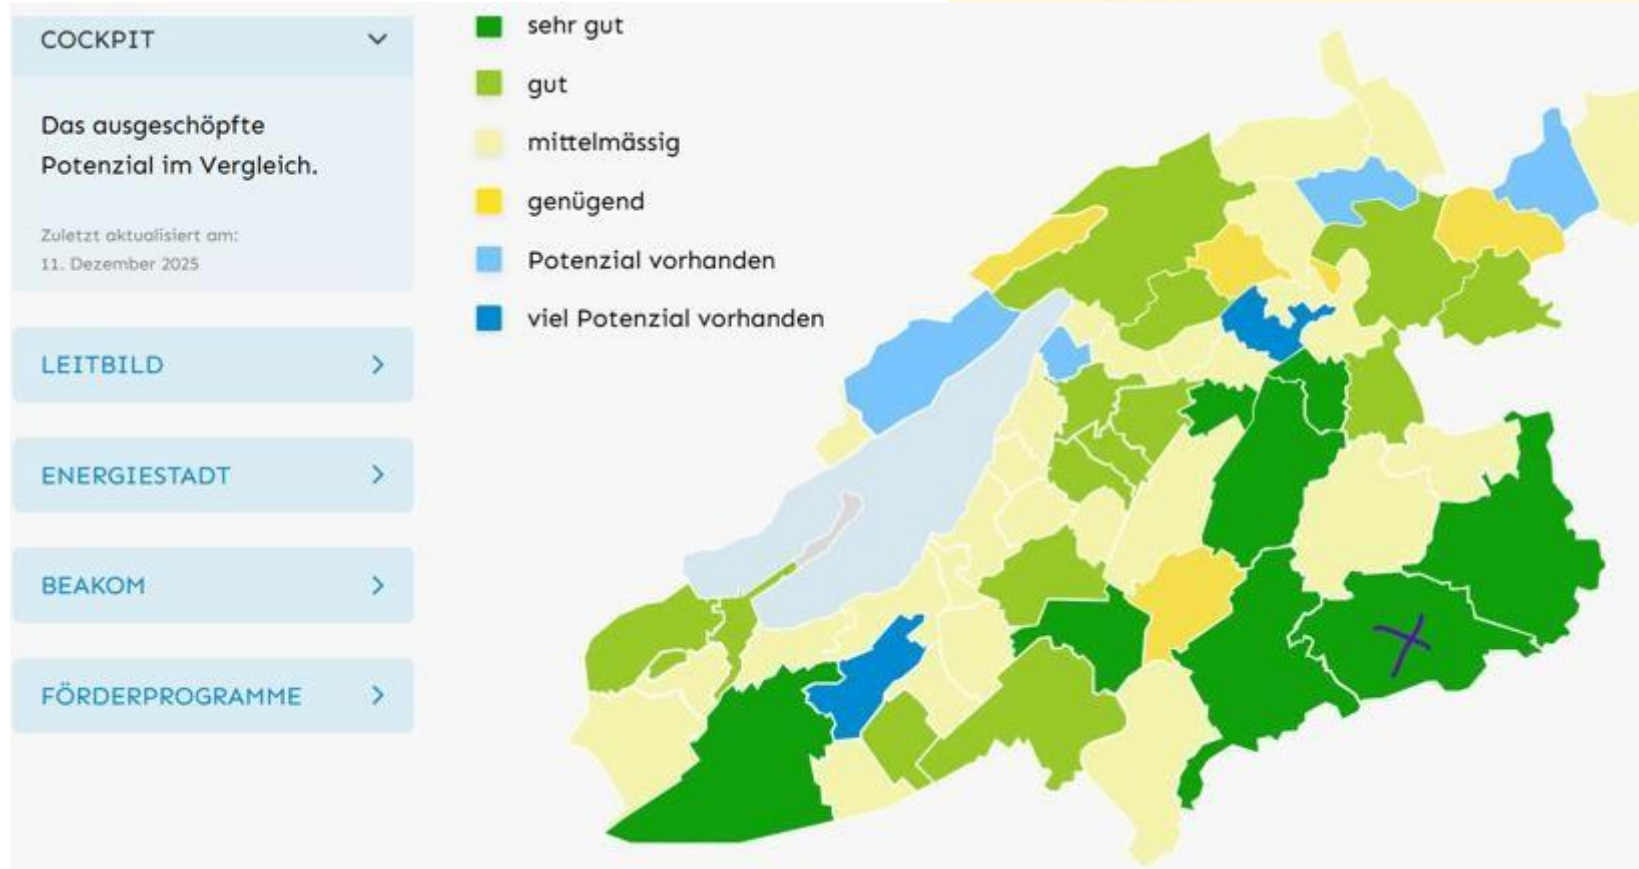 COCKPIT
Das ausgeschöpfte
Potenzial im Vergleich.
Zuletzt aktualisiert am:
11. Dezember 2025
LEITBILD
ENERGIESTADT
BEAKOM
FÖRDERPROGRAMME
sehr gut
gut
mittelmässig
genügend
Potenzial vorhanden
viel Potenzial vorhanden